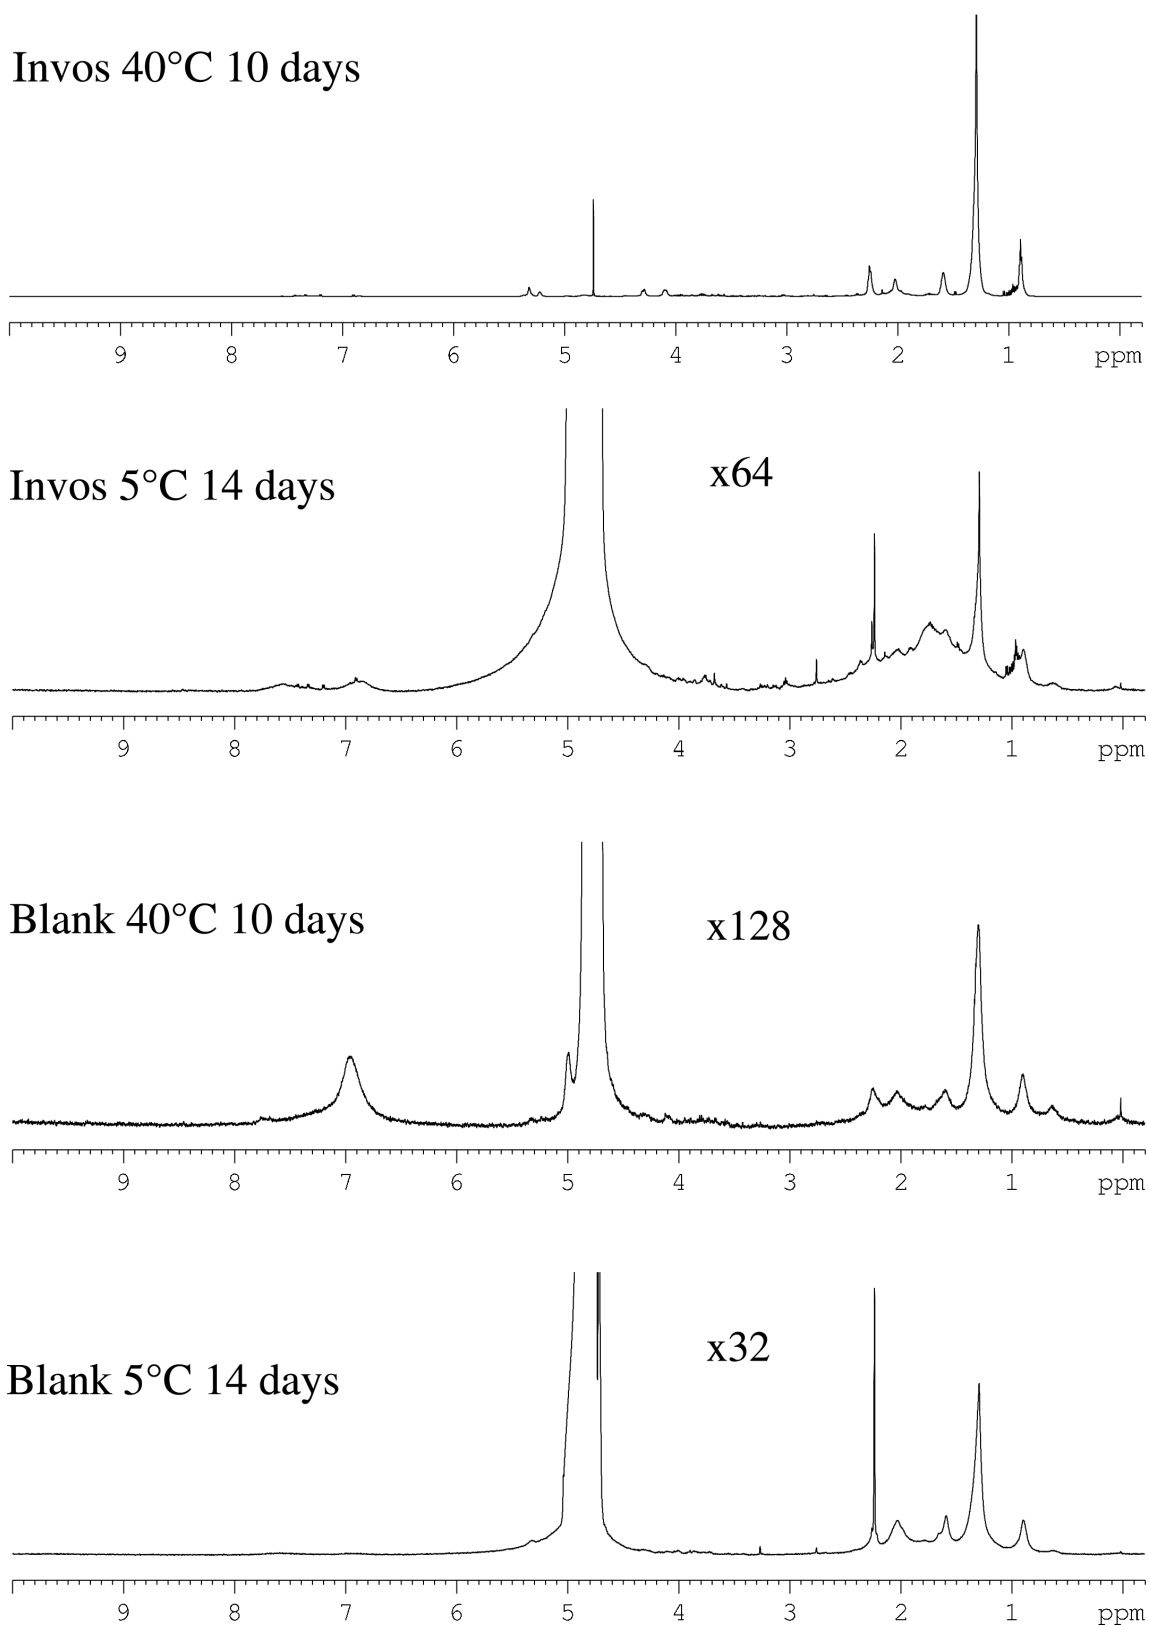 Invos 40°C 10 days
9 8 7 6 5 4 3 2 1 ppm
Invos 5°C 14 days
x64
9 8 7 6 5 4 3 2 1 ppm
Blank 40°C 10 days
x128
9 8 7 6 5 4 3 2 1 ppm
Blank 5°C 14 days
x32
9 8 7 6 5 4 3 2 1 ppm